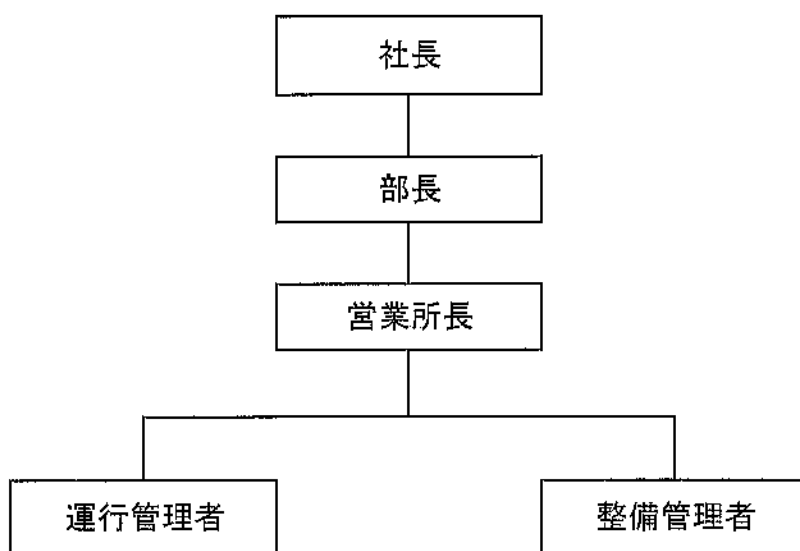 社長
部長
営業所長
運行管理者
整備管理者